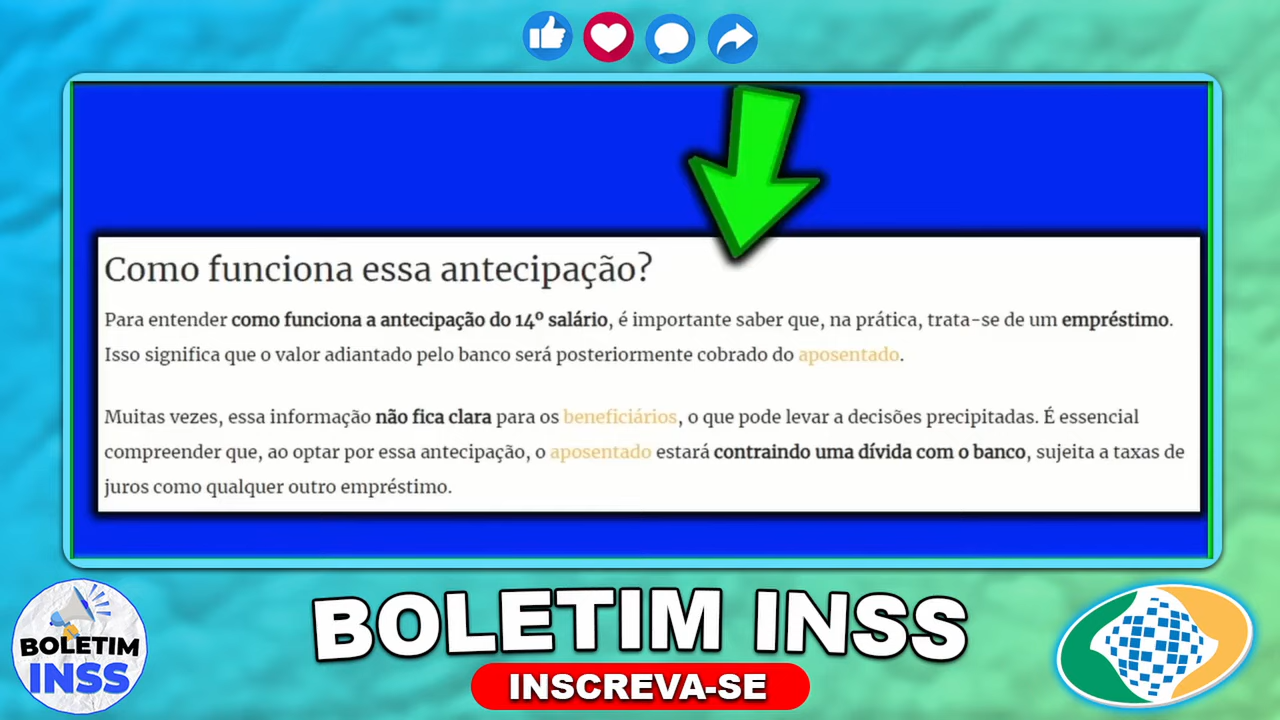 Como funciona essa antecipação?
Para entender como funciona a antecipação do 14º salário, é importante saber que, na prática, trata-se de um empréstimo.
Isso significa que o valor adiantado pelo banco será posteriormente cobrado do aposentado.
Muitas vezes, essa informação não fica clara para os beneficiários, o que pode levar a decisões precipitadas. É essencial
compreender que, ao optar por essa antecipação, o aposentado estará contraindo uma dívida com o banco, sujeita a taxas de
juros como qualquer outro empréstimo.
BOLETIM
INSS
BOLETIM INSS
INSCREVA-SE